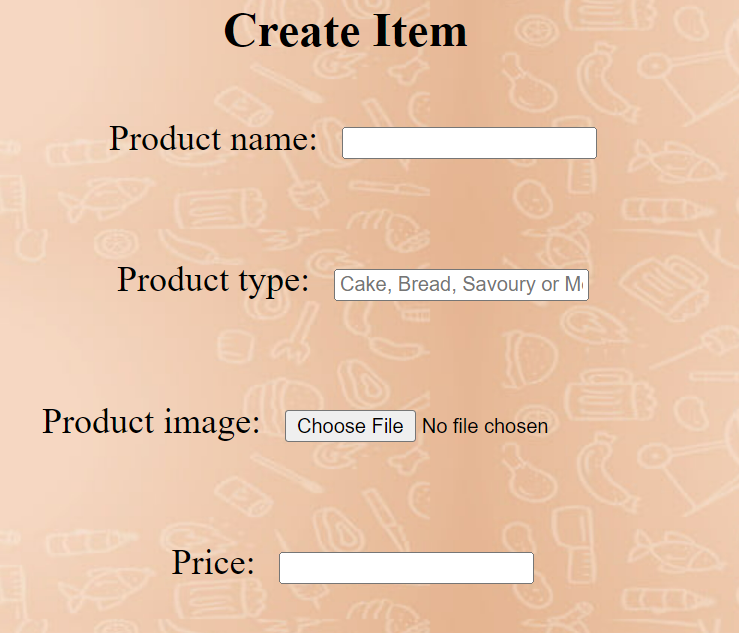 Create Item
Product name:
Product type: Cake, Bread, Savoury or
Product image: Choose File No file chosen
Price: